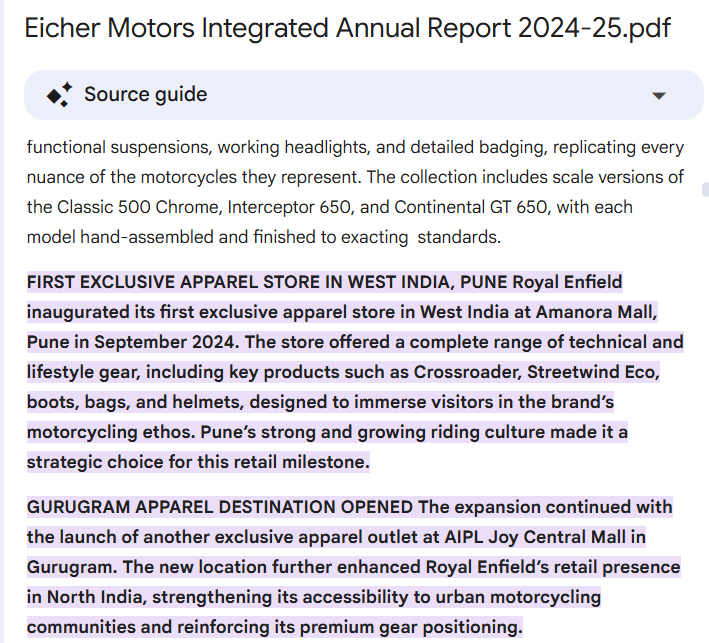 Eicher Motors Integrated Annual Report 2024-25.pdf
Source guide
functional suspensions, working headlights, and detailed badging, replicating every
nuance of the motorcycles they represent. The collection includes scale versions of
the Classic 500 Chrome, Interceptor 650, and Continental GT 650, with each
model hand-assembled and finished to exacting standards.
FIRST EXCLUSIVE APPAREL STORE IN WEST INDIA, PUNE Royal Enfield
inaugurated its first exclusive apparel store in West India at Amanora Mall,
Pune in September 2024. The store offered a complete range of technical and
lifestyle gear, including key products such as Crossroader, Streetwind Eco,
boots, bags, and helmets, designed to immerse visitors in the brand’s
motorcycling ethos. Pune’s strong and growing riding culture made it a
strategic choice for this retail milestone.
GURUGRAM APPAREL DESTINATION OPENED The expansion continued with
the launch of another exclusive apparel outlet at AIPL Joy Central Mall in
Gurugram. The new location further enhanced Royal Enfield’s retail presence
in North India, strengthening its accessibility to urban motorcycling
communities and reinforcing its premium gear positioning.